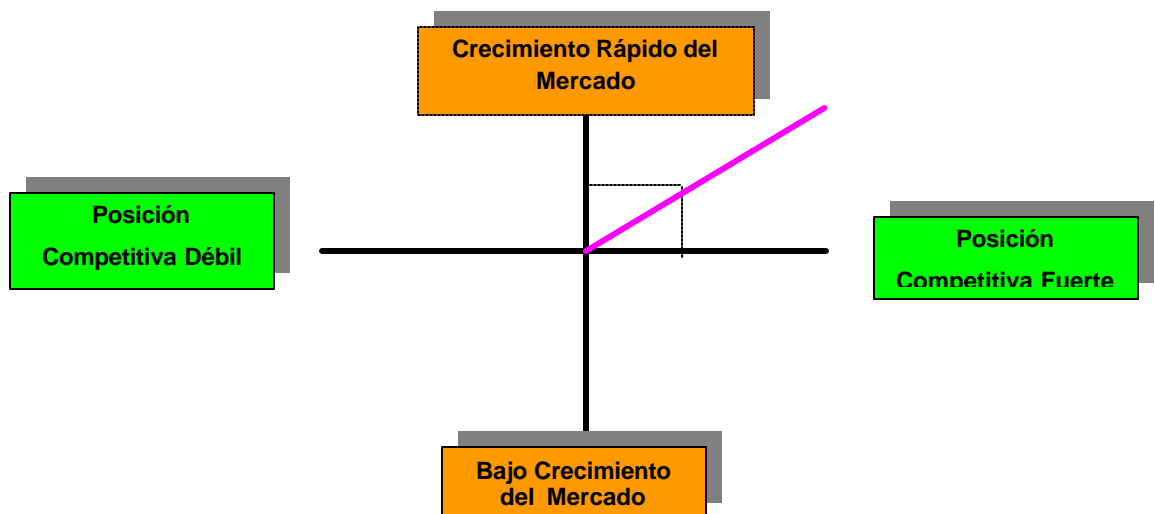 Crecimiento Rápido del
Mercado
Posición
Competitiva Débil
Posición
Competitiva Fuerte
Bajo Crecimiento
del Mercado